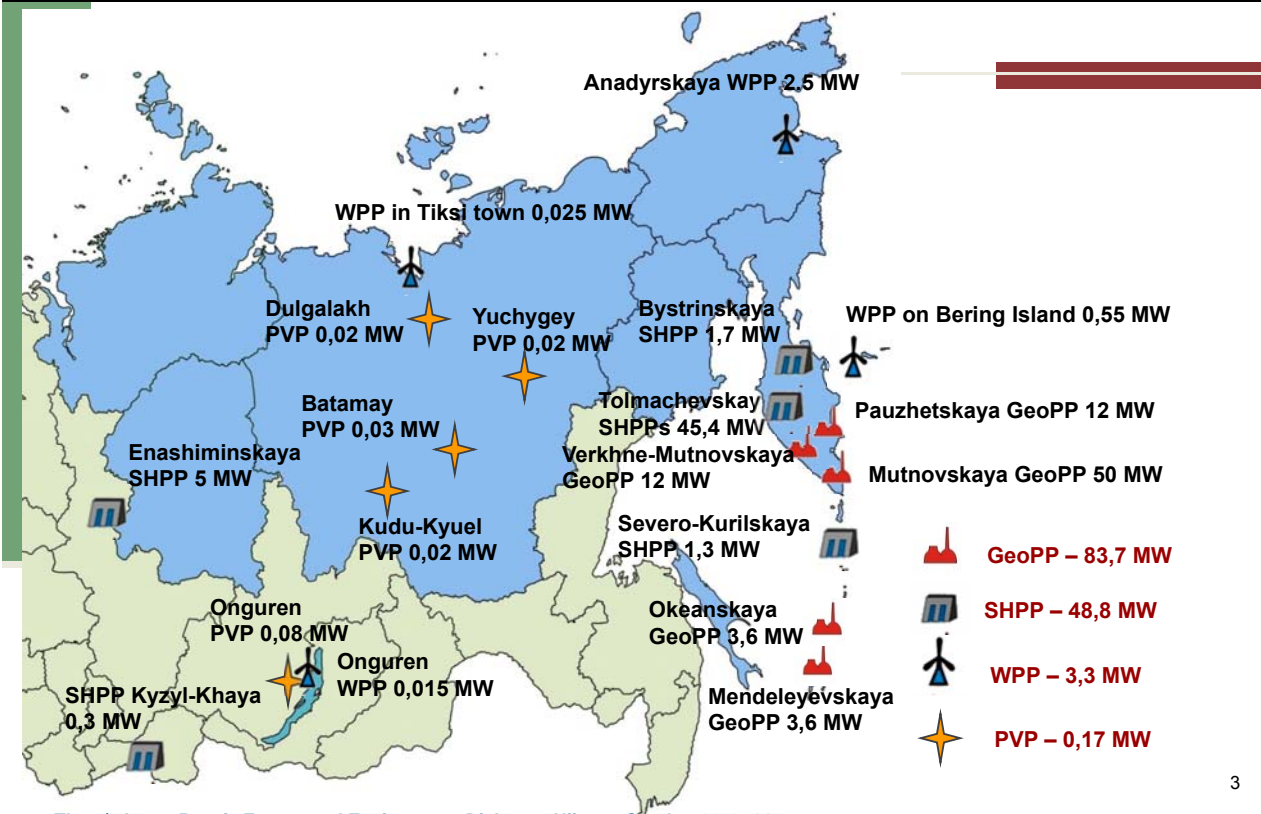 Anadyrskaya WPP 2.5 MW
WPP in Tiksi town 0,025 MW
Dulgalakh
PVP 0,02 MW
Yuchygey
PVP 0,02 MW
Bystrinskaya
SHPP 1,7 MW
WPP on Bering Island 0,55 MW
Batamay
PVP 0,03 MW
Tolmachevskay
SHPPs 45,4 MW
Pauzhetskaya GeoPP 12 MW
Enashiminskaya
SHPP 5 MW
Verkhne-Mutnovskaya
GeoPP 12 MW
Mutnovskaya GeoPP 50 MW
Kudu-Kyuel
PVP 0,02 MW
Severo-Kurilskaya
SHPP 1,3 MW
GeoPP – 83,7 MW
Onguren
PVP 0,08 MW
Okeanskaya
GeoPP 3,6 MW
SHPP – 48,8 MW
Onguren
WPP 0,015 MW
WPP – 3,3 MW
SHPP Kyzyl-Khaya
0,3 MW
Mendeleyevskaya
GeoPP 3,6 MW
PVP – 0,17 MW
3